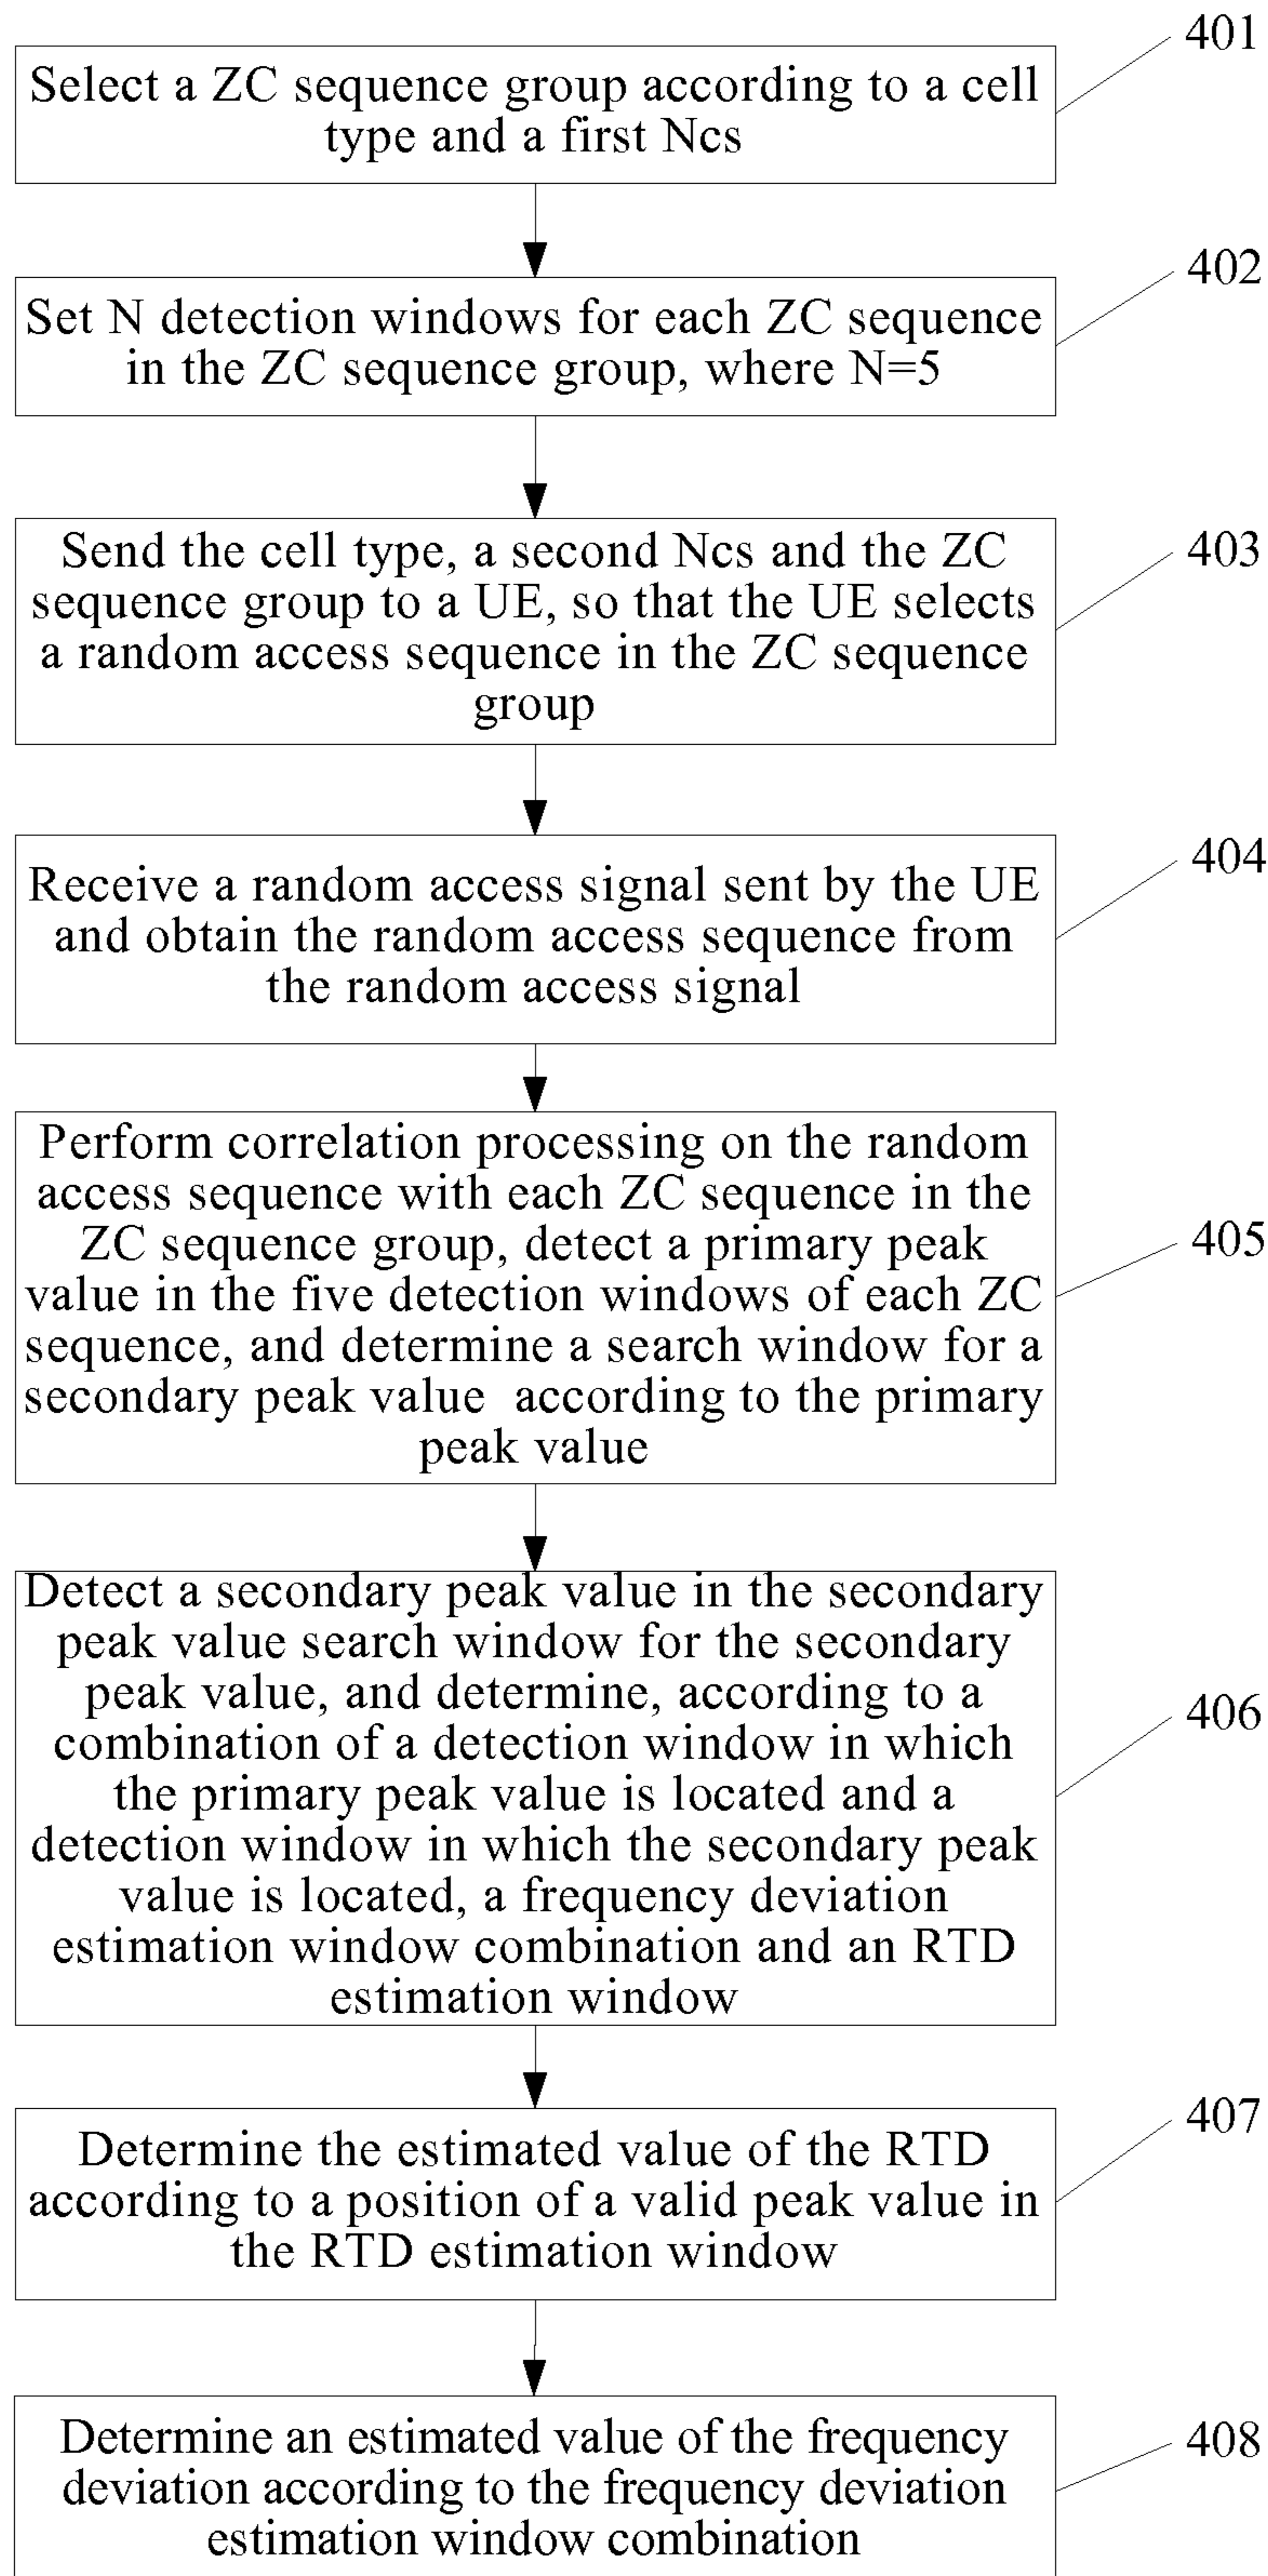 401
Select a ZC sequence group according to a cell
type and a first Ncs
402
Set N detection windows for each ZC sequence
in the ZC sequence group, where N=5
403
Send the cell type, a second Ncs and the ZC
sequence group to a UE, so that the UE selects
a random access sequence in the ZC sequence
group
404
Receive a random access signal sent by the UE
and obtain the random access sequence from
the random access signal
405
Perform correlation processing on the random
access sequence with each ZC sequence in the
ZC sequence group, detect a primary peak
value in the five detection windows of each ZC
sequence, and determine a search window for a
secondary peak value according to the primary
peak value
406
Detect a secondary peak value in the secondary
peak value search window for the secondary
peak value, and determine, according to a
combination of a detection window in which
the primary peak value is located and a
detection window in which the secondary peak
value is located, a frequency deviation
estimation window combination and an RTD
estimation window
407
Determine the estimated value of the RTD
according to a position of a valid peak value in
the RTD estimation window
408
Determine an estimated value of the frequency
deviation according to the frequency deviation
estimation window combination